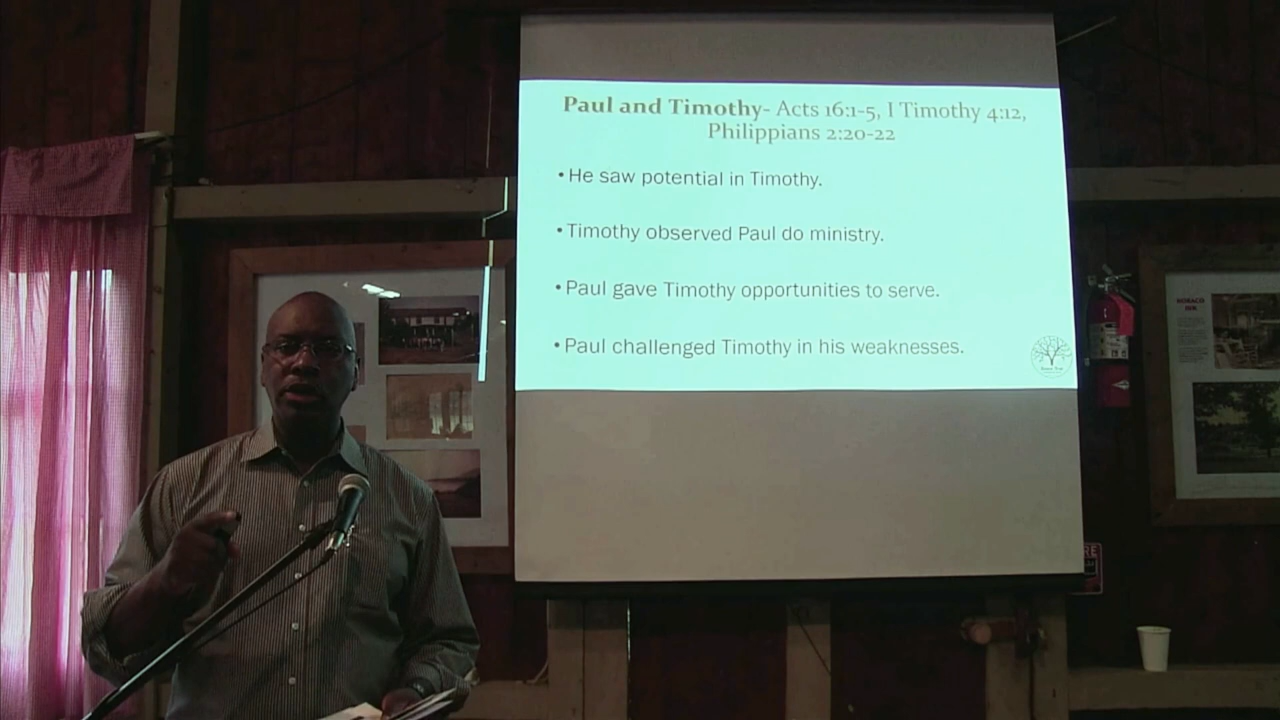 Paul and Timothy- Acts 16:1-5, I Timothy 4:12,
Philippians 2:20-22
•He saw potential in Timothy.
•Timothy observed Paul do ministry.
•Paul gave Timothy opportunities to serve.
•Paul challenged Timothy in his weaknesses.